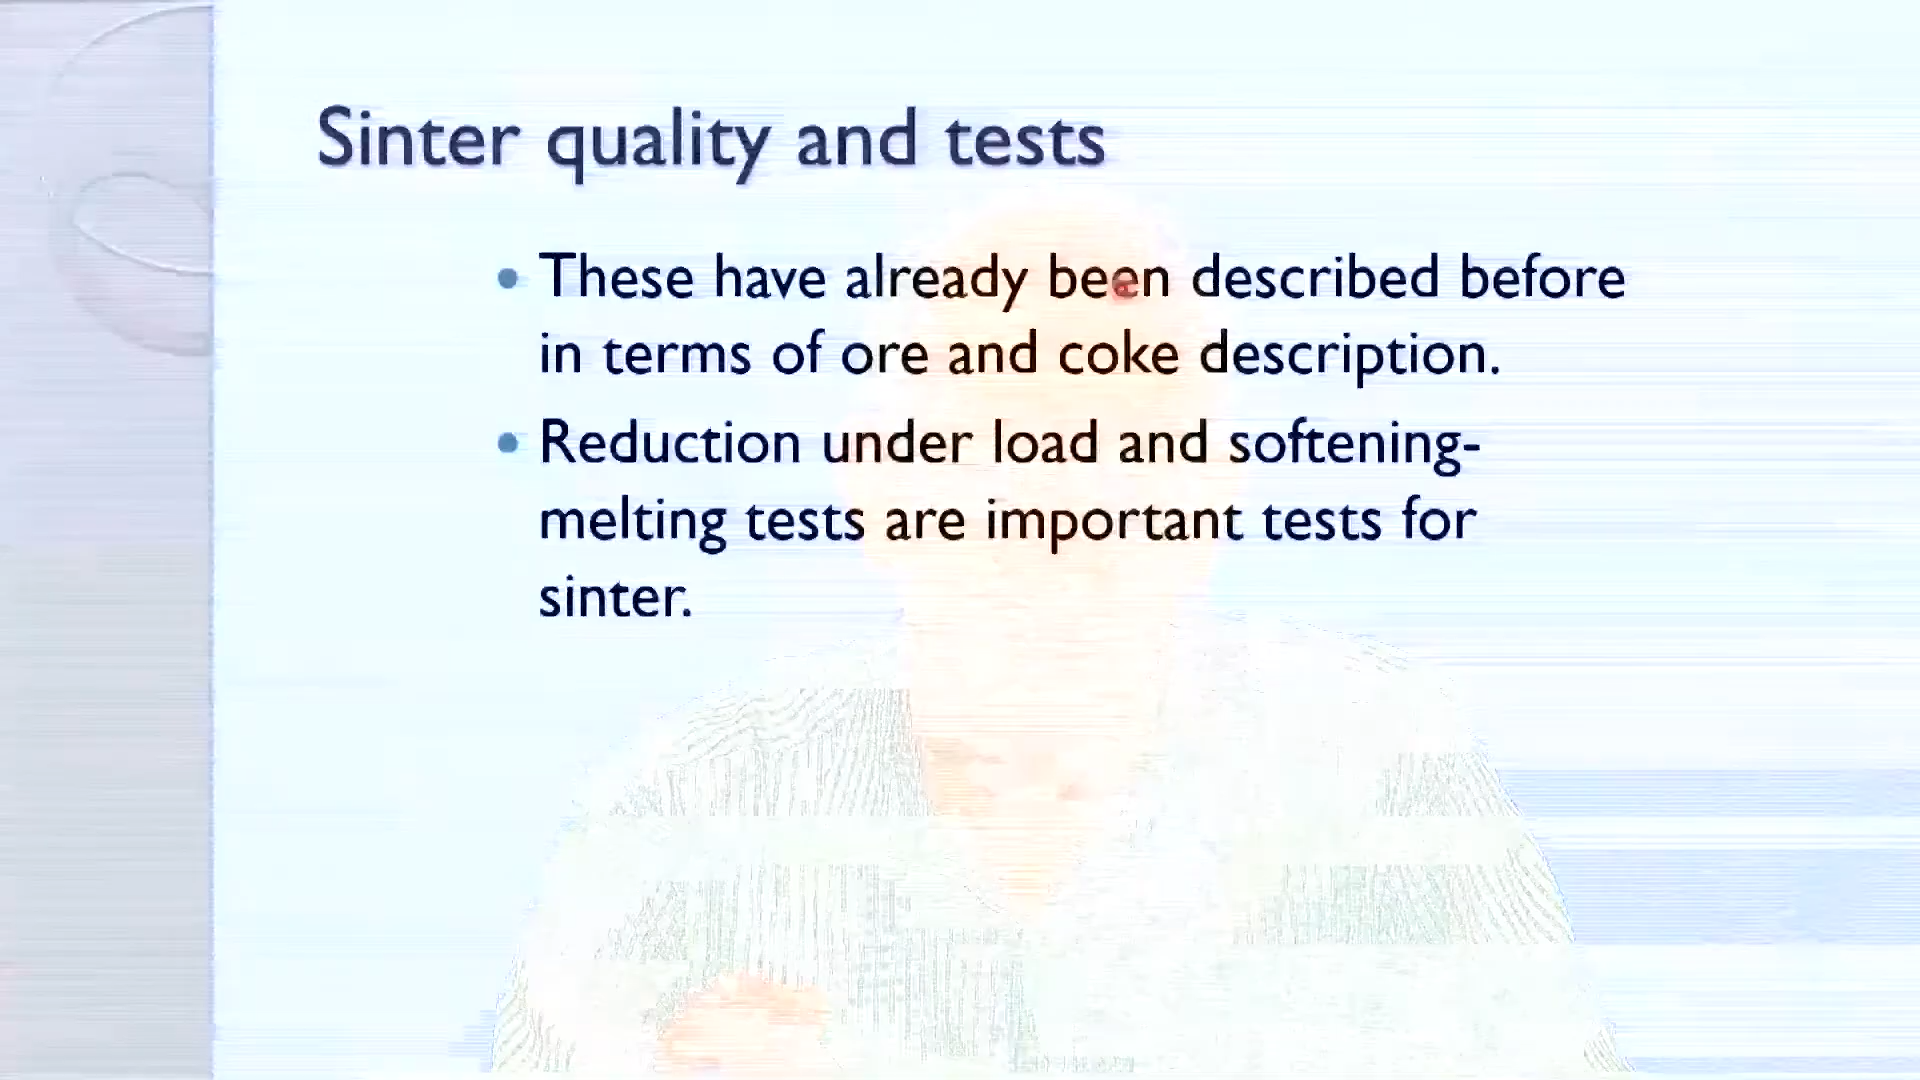 Sinter quality and tests
• These have already been described before
in terms of ore and coke description.
• Reduction under load and softening-
melting tests are important tests for
sinter.